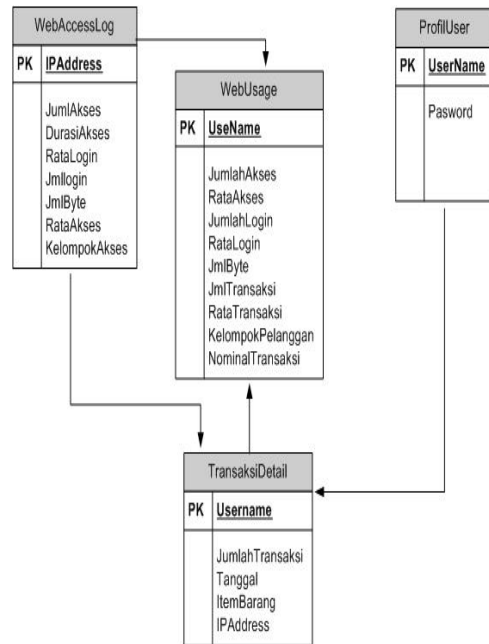 WebAccessLog
PK IPAddress
JumlAkses
DurasiAkses
RataLogin
Jmllogin
JmlByte
RataAkses
KelompokAkses
WebUsage
PK UseName
JumlahAkses
RataAkses
JumlahLogin
RataLogin
JmlByte
JmlTransaksi
RataTransaksi
KelompokPelanggan
NominalTransaksi
ProfilUser
PK UserName
Pasword
TransaksiDetail
PK Username
JumlahTransaksi
Tanggal
ItemBarang
IPAddress